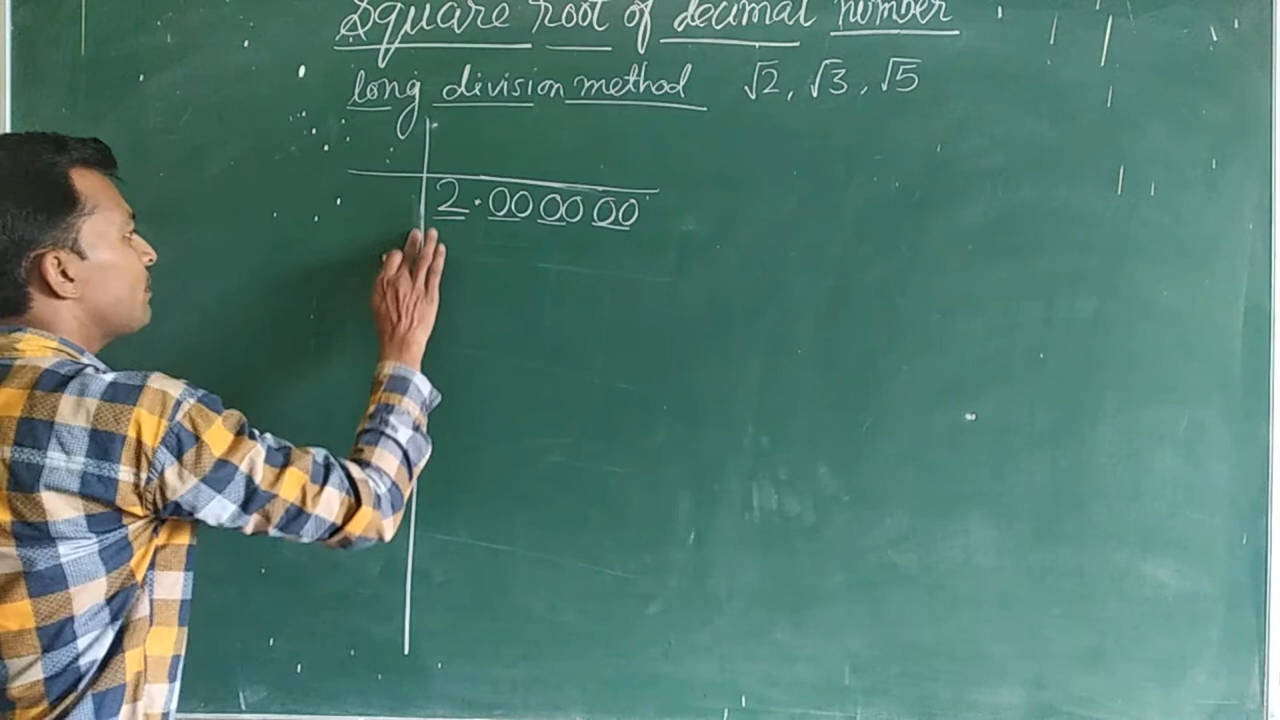 Square root of decimal number
long division method √2, √3, √5
2.00 00 00